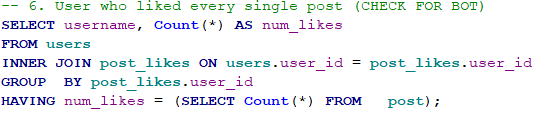 -- 6. User who liked every single post (CHECK FOR BOT)
SELECT username, Count(*) AS num_likes
FROM users
INNER JOIN post_likes ON users.user_id = post_likes.user_id
GROUP  BY post_likes.user_id
HAVING num_likes = (SELECT Count(*) FROM   post);